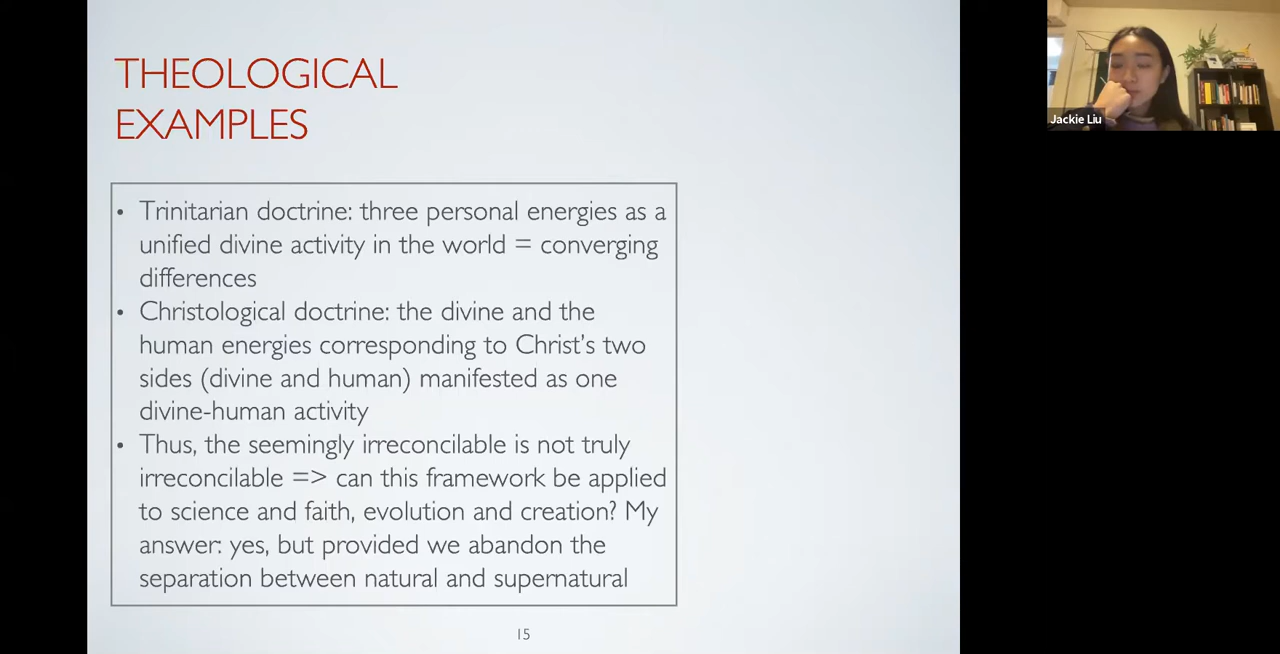 THEOLOGICAL
EXAMPLES
• Trinitarian doctrine: three personal energies as a
unified divine activity in the world = converging
differences
• Christological doctrine: the divine and the
human energies corresponding to Christ’s two
sides (divine and human) manifested as one
divine-human activity
• Thus, the seemingly irreconcilable is not truly
irreconcilable => can this framework be applied
to science and faith, evolution and creation? My
answer: yes, but provided we abandon the
separation between natural and supernatural
15
Jackie Liu